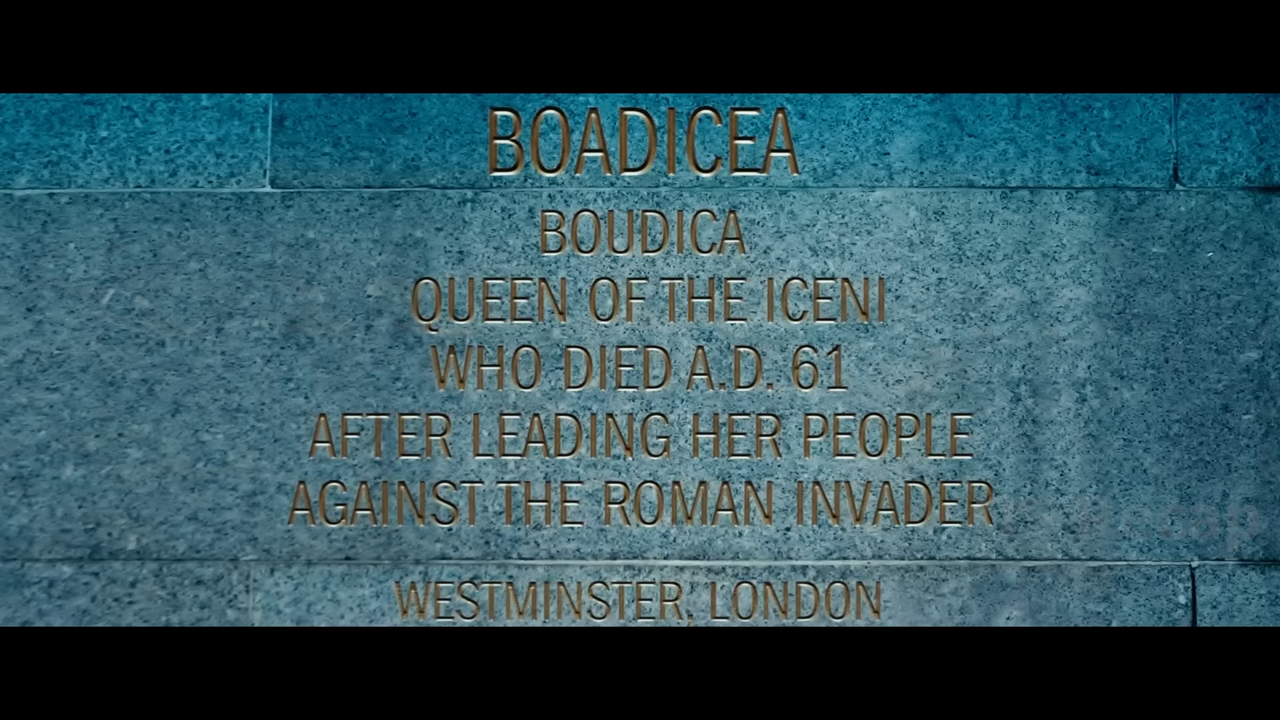 BOADICEA
BOUDICA
QUEEN OF THE ICENI
WHO DIED A.D. 61
AFTER LEADING HER PEOPLE
AGAINST THE ROMAN INVADER
WESTMINSTER, LONDON